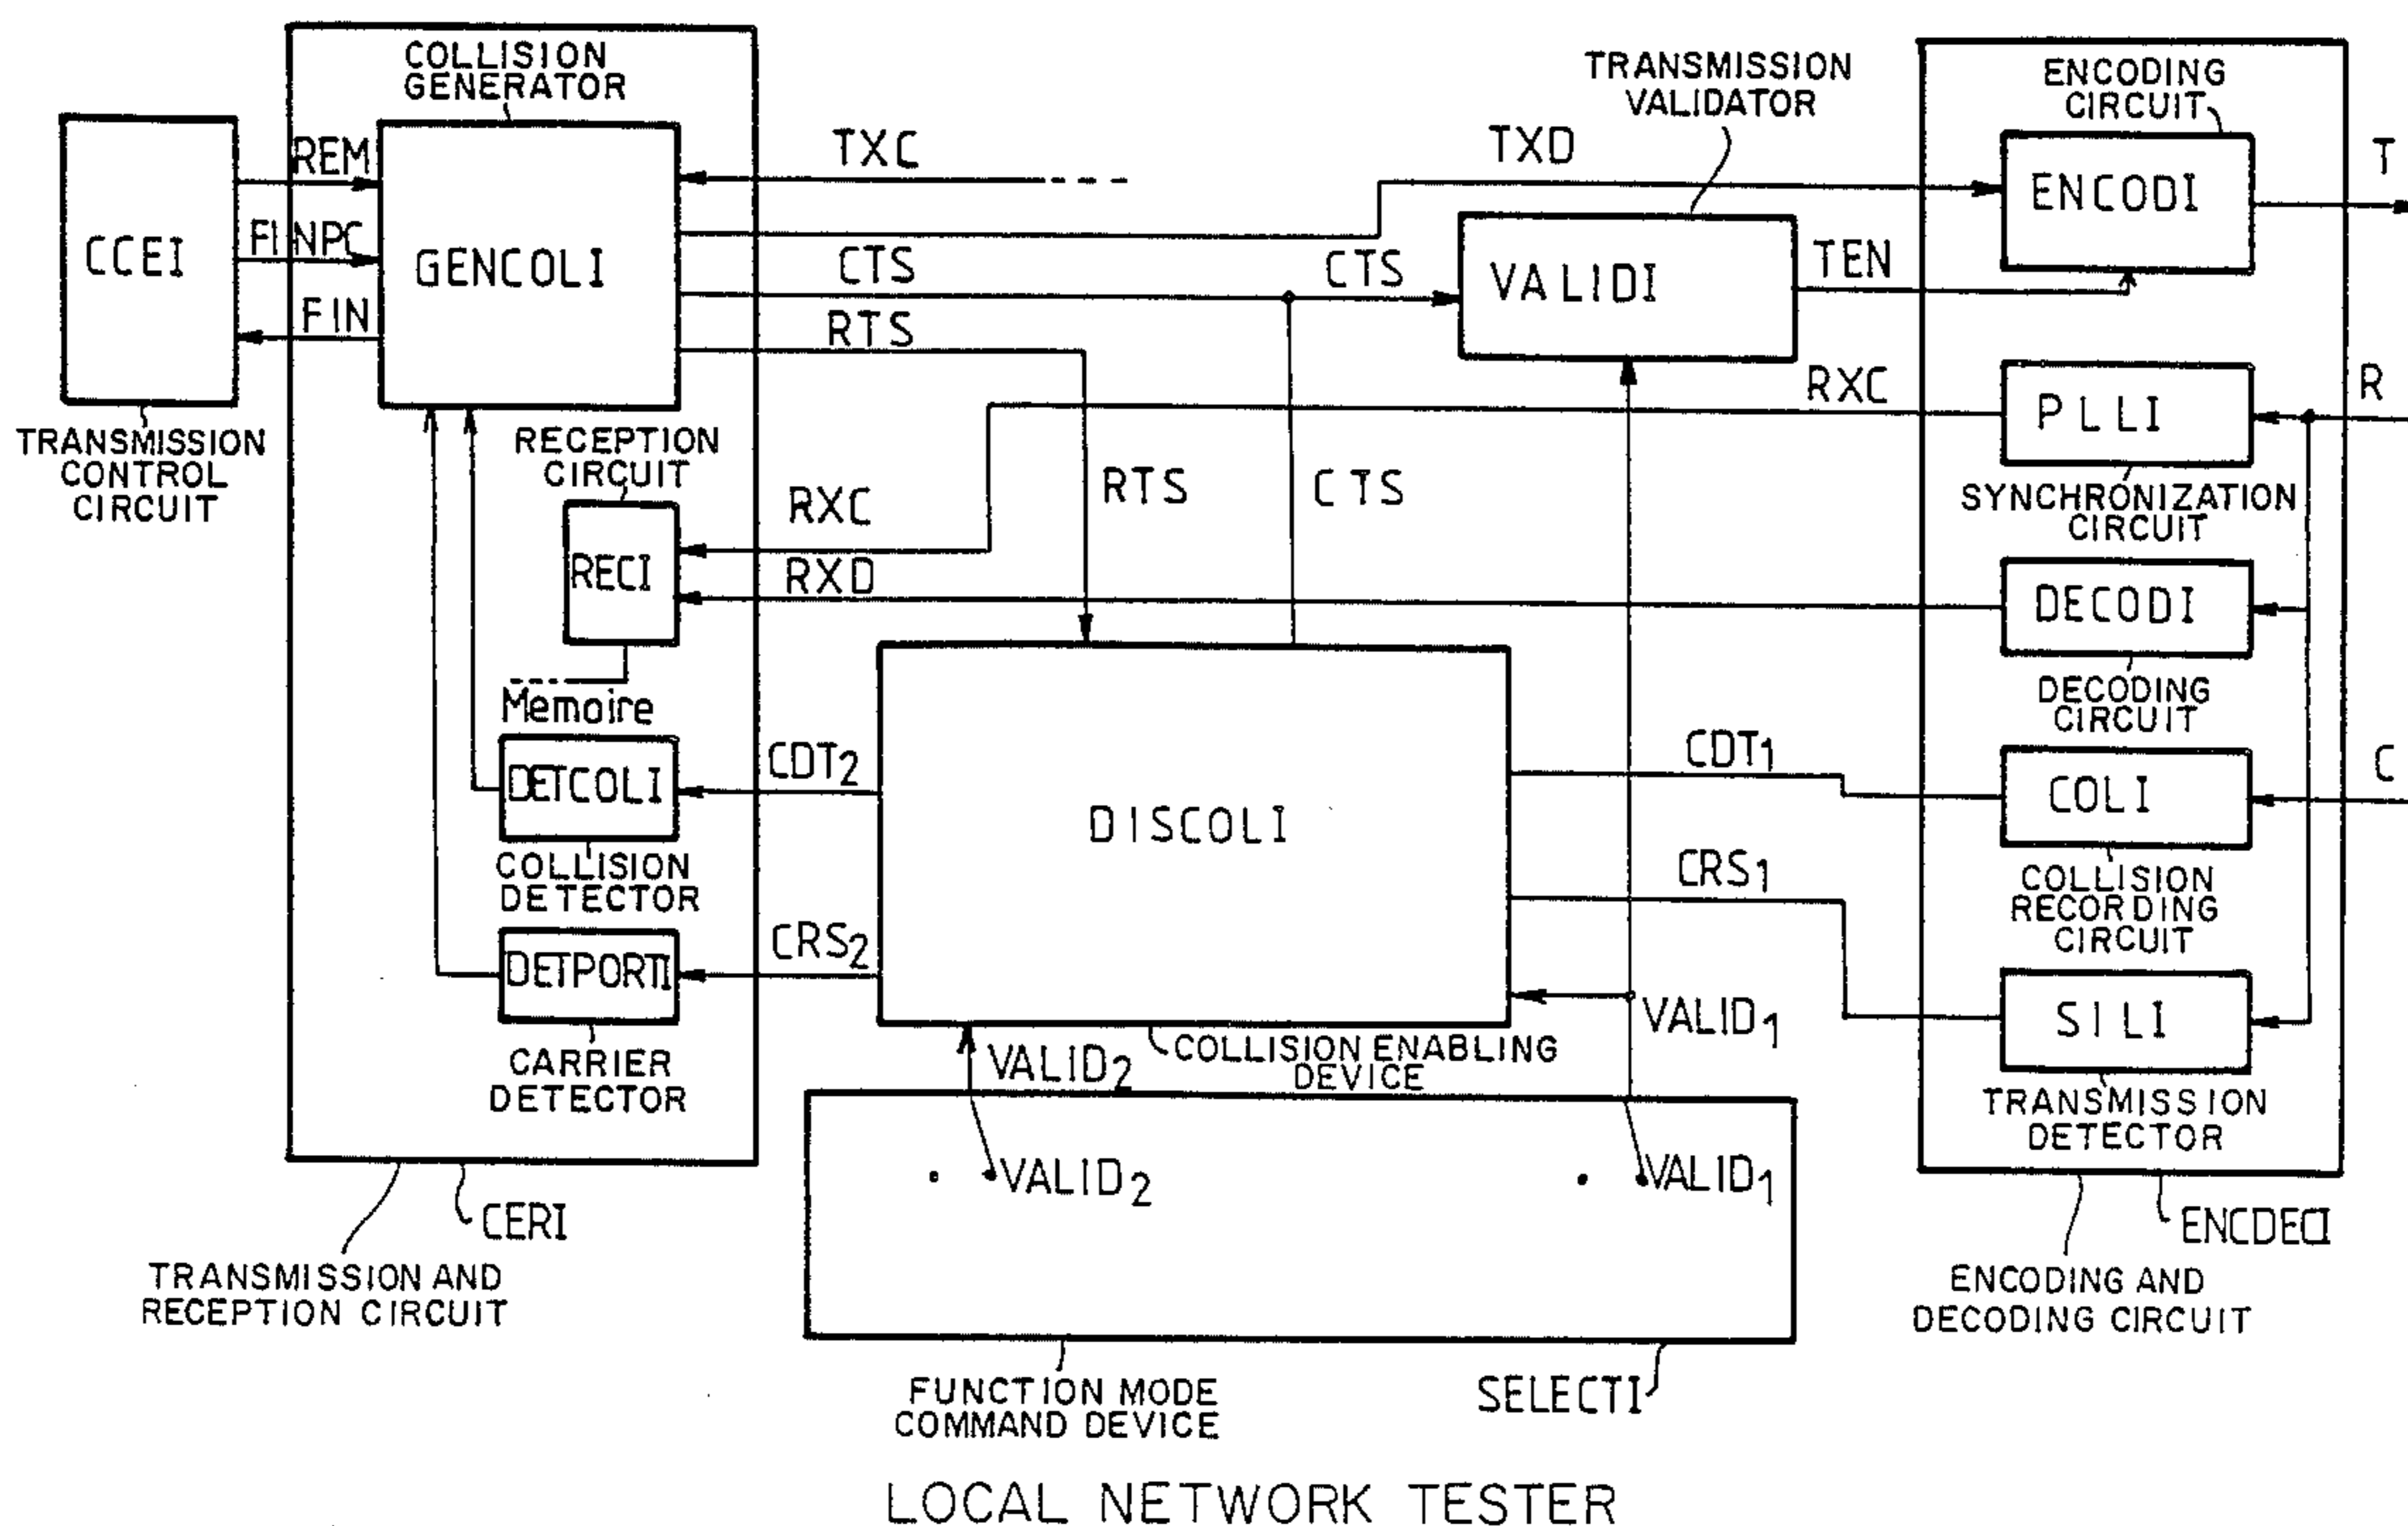 COLLISION
GENERATOR
TRANSMISSION
VALIDATOR
ENCODING
CIRCUIT
REM
TXC
TXD
T
ENCODI
CCEI
FINPC
GENCOLI
CTS
CTS
VALIDI
TEN
FIN
RTS
RXC
R
PLLI
TRANSMISSION
CONTROL
CIRCUIT
RECEPTION
CIRCUIT
RTS
CTS
SYNCHRONIZATION
CIRCUIT
RXC
RECI
RXD
DECODI
DECODING
CIRCUIT
Memoire
DETCOLI
CDT2
CDT1
COLI
C
DISCOLI
COLLISION
DETECTOR
CRS1
COLLISION
RECORDING
CIRCUIT
DETPORTI
CRS2
VALID1
SILI
CARRIER
DETECTOR
VALID2
COLLISION ENABLING
DEVICE
TRANSMISSION
DETECTOR
VALID2
VALID1
CERI
ENCDECI
TRANSMISSION AND
RECEPTION CIRCUIT
ENCODING AND
DECODING CIRCUIT
FUNCTION MODE
COMMAND DEVICE
SELECTI
LOCAL NETWORK TESTER